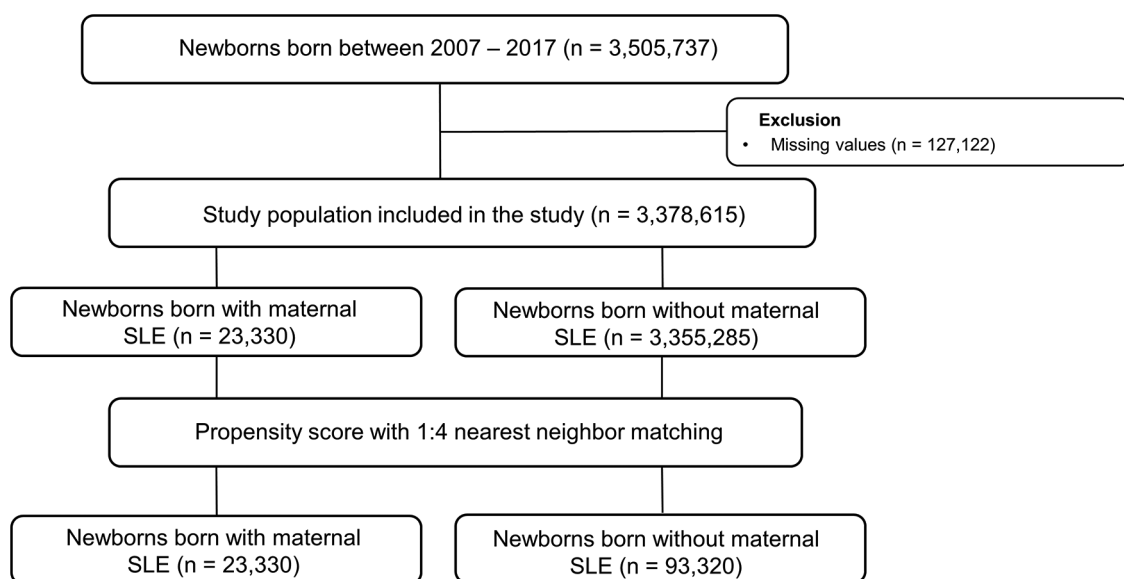 Newborns born between 2007 – 2017 (n = 3,505,737)
Exclusion
• Missing values (n = 127,122)
Study population included in the study (n = 3,378,615)
Newborns born with maternal
SLE (n = 23,330)
Newborns born without maternal
SLE (n = 3,355,285)
Propensity score with 1:4 nearest neighbor matching
Newborns born with maternal
SLE (n = 23,330)
Newborns born without maternal
SLE (n = 93,320)